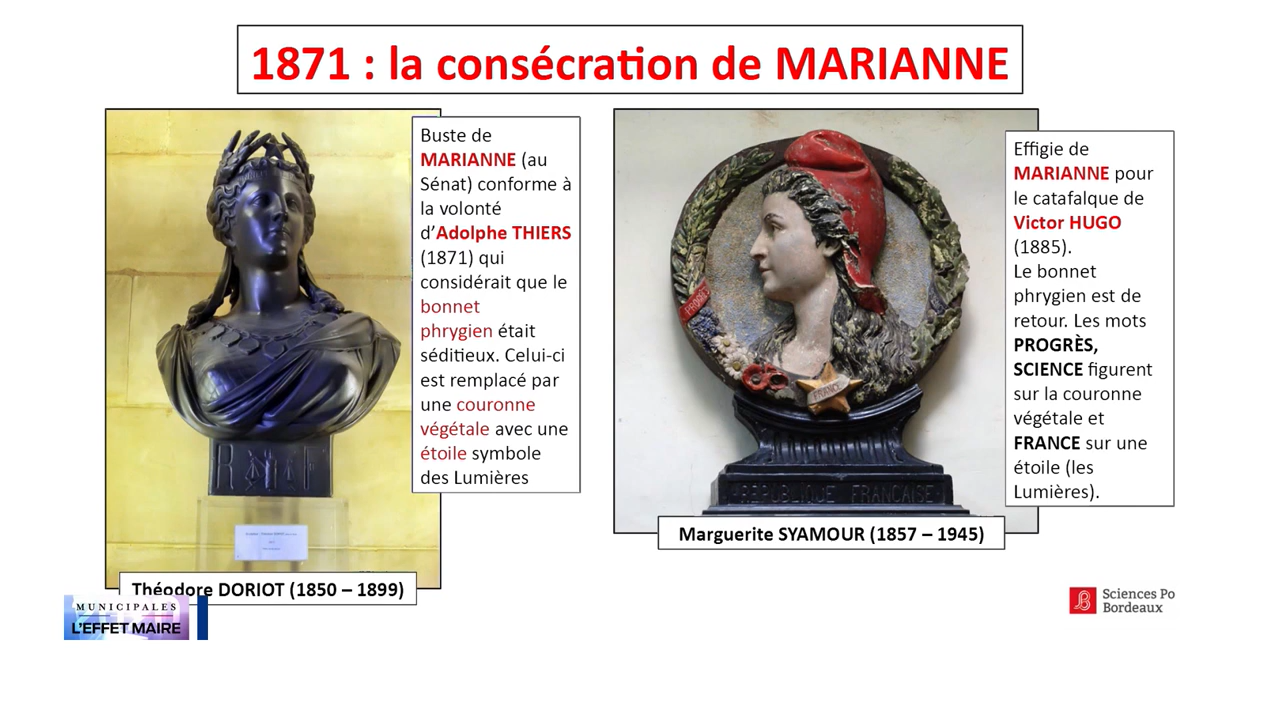 1871 : la consécration de MARIANNE
Buste de
MARIANNE (au
Sénat) conforme à
la volonté
d’Adolphe THIERS
(1871) qui
considérait que le
bonnet
phrygien était
séditieux. Celui-ci
est remplacé par
une couronne
végétale avec une
étoile symbole
des Lumières
R F
Théodore DORIOT (1850 – 1899)
Effigie de
MARIANNE pour
le catafalque de
Victor HUGO
(1885).
Le bonnet
phrygien est de
retour. Les mots
PROGRÈS,
SCIENCE figurent
sur la couronne
végétale et
FRANCE sur une
étoile (les
Lumières).
PROGRÈS
FRANCE
REPUBLIQUE FRANCAISE
Marguerite SYAMOUR (1857 – 1945)
MUNICIPALES
L’EFFET MAIRE
Sciences Po
Bordeaux